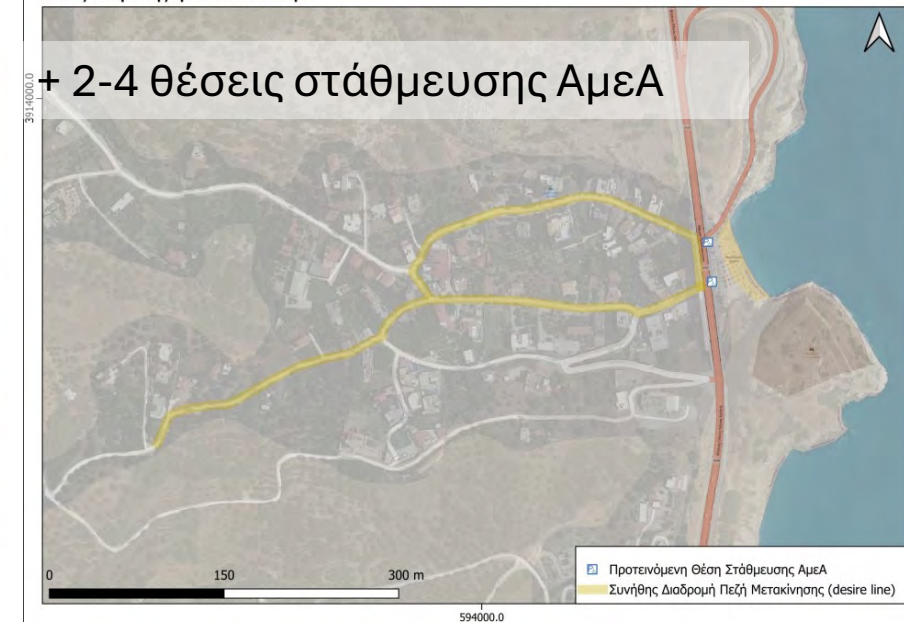 + 2-4 θέσεις στάθμευσης ΑμεΑ
3914000.0
0 150 300 m
Προτεινόμενη Θέση Στάθμευσης ΑμεΑ
Συνήθης Διαδρομή Πεζή Μετακίνησης (desire line)
594000.0